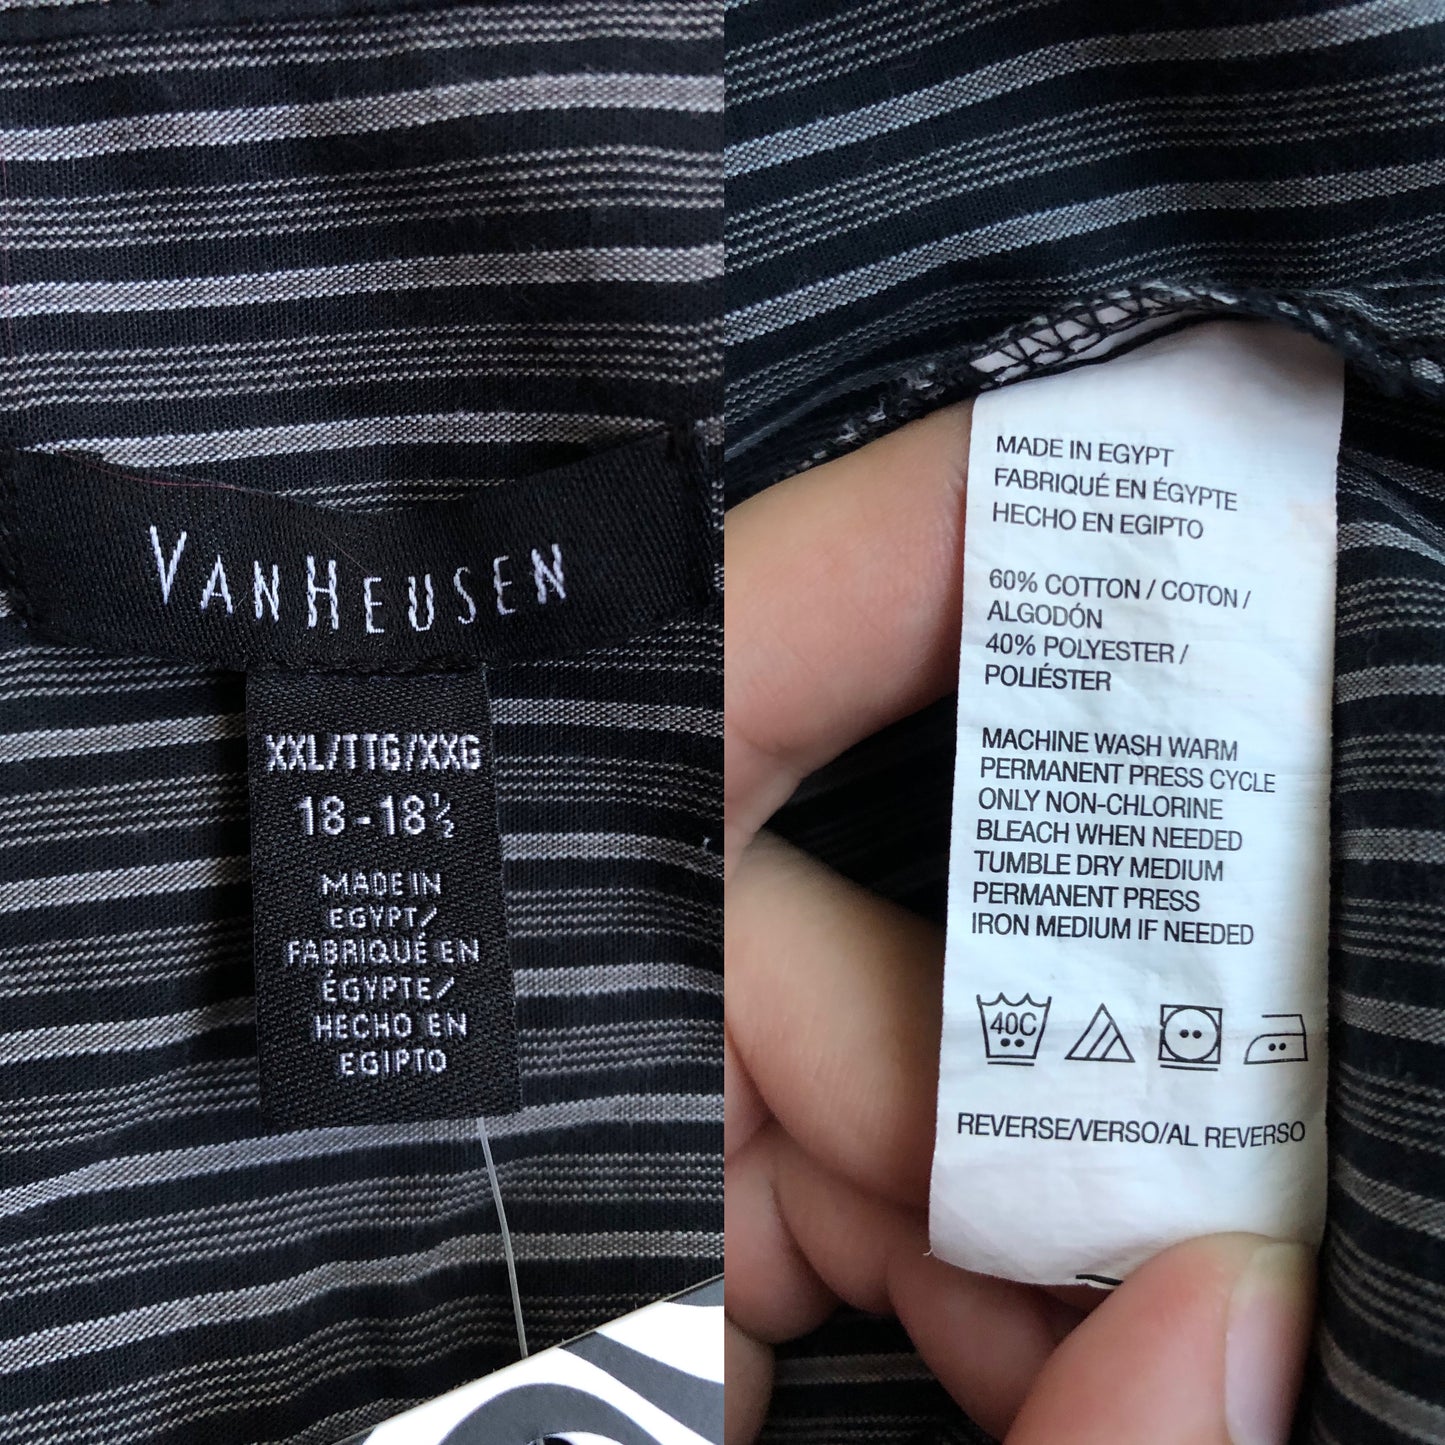 VANHEUSEN
XXL/TTG/XXG
18-18½
MADE IN
EGYPT/
FABRIQUÉ EN
ÉGYPTE/
HECHO EN
EGIPTO
MADE IN EGYPT
FABRIQUÉ EN ÉGYPTE
HECHO EN EGIPTO
60% COTTON / COTON /
ALGODÓN
40% POLYESTER /
POLIÉSTER
MACHINE WASH WARM
PERMANENT PRESS CYCLE
ONLY NON-CHLORINE
BLEACH WHEN NEEDED
TUMBLE DRY MEDIUM
PERMANENT PRESS
IRON MEDIUM IF NEEDED
40C
REVERSE/VERSO/AL REVERSO